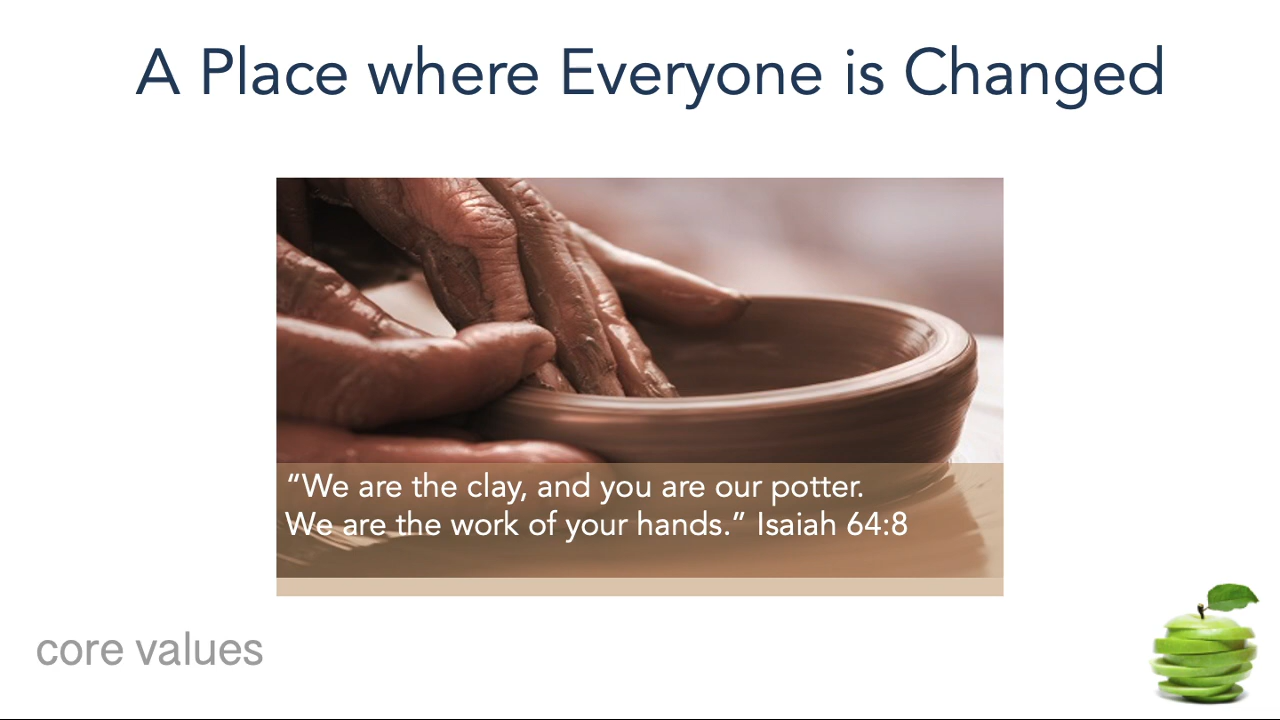 A Place where Everyone is Changed
“We are the clay, and you are our potter.
We are the work of your hands.” Isaiah 64:8
core values